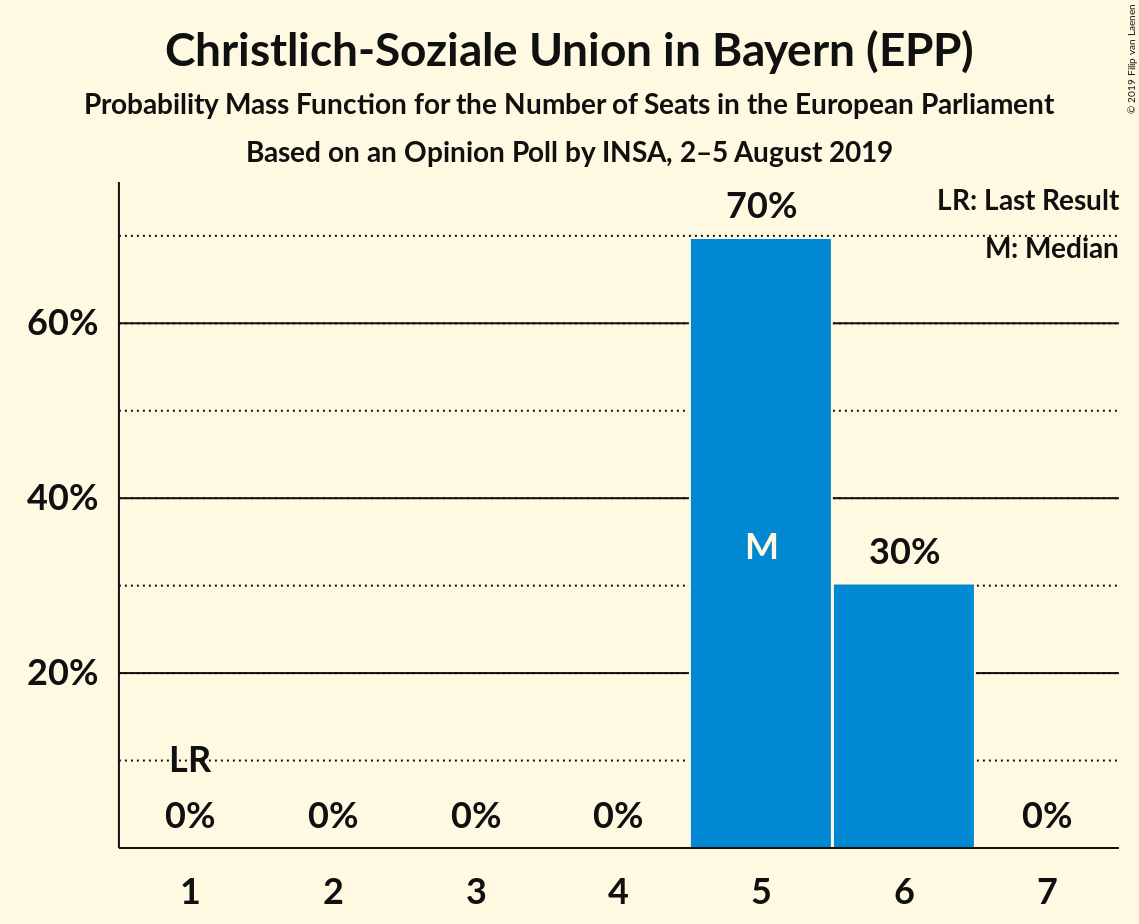 Christlich-Soziale Union in Bayern (EPP)
Probability Mass Function for the Number of Seats in the European Parliament
Based on an Opinion Poll by INSA, 2–5 August 2019
© 2019 Filip van Laenen
LR: Last Result
M: Median
70%
60%
40%
M
30%
20%
LR
0% 0% 0% 0% 0%
1 2 3 4 5 6 7